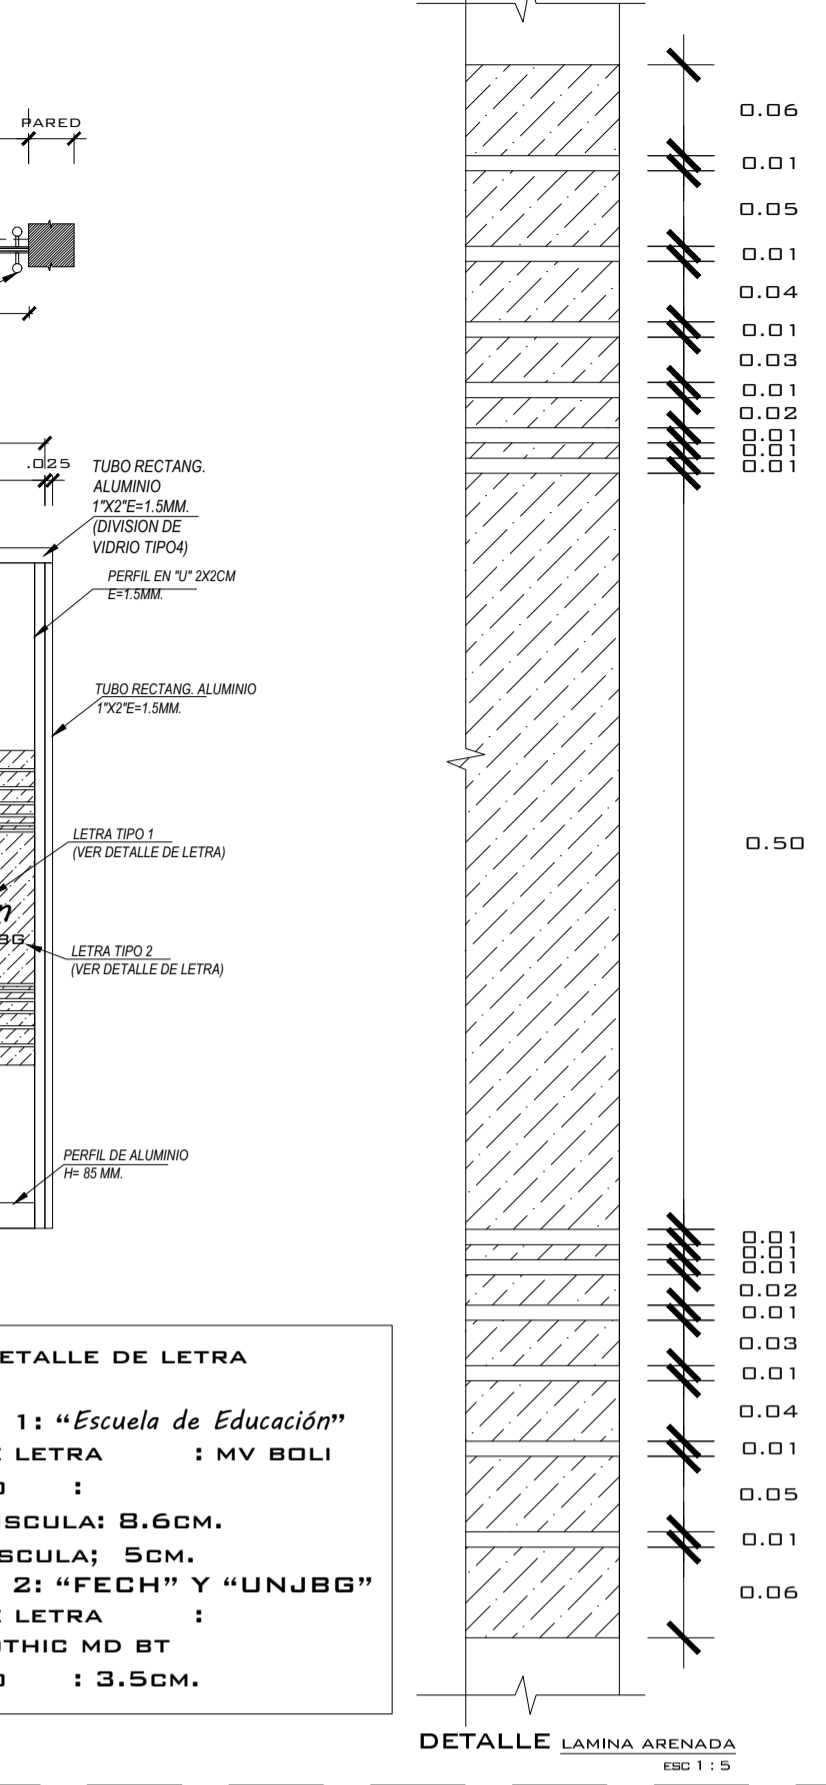 PARED
.025
TUBO RECTANG.
ALUMINIO
1"X2"E=1.5MM.
(DIVISION DE
VIDRIO TIPO4)
PERFIL EN "U" 2X2CM
E=1.5MM.
TUBO RECTANG. ALUMINIO
1"X2"E=1.5MM.
LETRA TIPO 1
(VER DETALLE DE LETRA)
n
BG
LETRA TIPO 2
(VER DETALLE DE LETRA)
PERFIL DE ALUMINIO
H= 85 MM.
ETALLE DE LETRA
1: “Escuela de Educación”
E LETRA : MV BOLI
O :
SCULA: 8.6CM.
SCULA; 5CM.
2: “FECH” Y “UNJBG”
E LETRA :
OTHIC MD BT
O : 3.5CM.
0.06
0.01
0.05
0.01
0.04
0.01
0.03
0.01
0.02
0.01
0.01
0.01
0.50
0.01
0.01
0.01
0.02
0.01
0.03
0.01
0.04
0.01
0.05
0.01
0.06
DETALLE LAMINA ARENADA
ESC 1 : 5